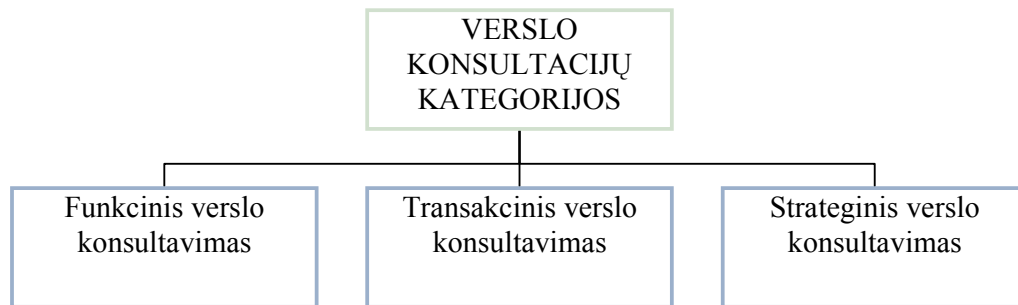 VERSLO
KONSULTACIJŲ
KATEGORIJOS
Funkcinis verslo
konsultavimas
Transakcinis verslo
konsultavimas
Strateginis verslo
konsultavimas